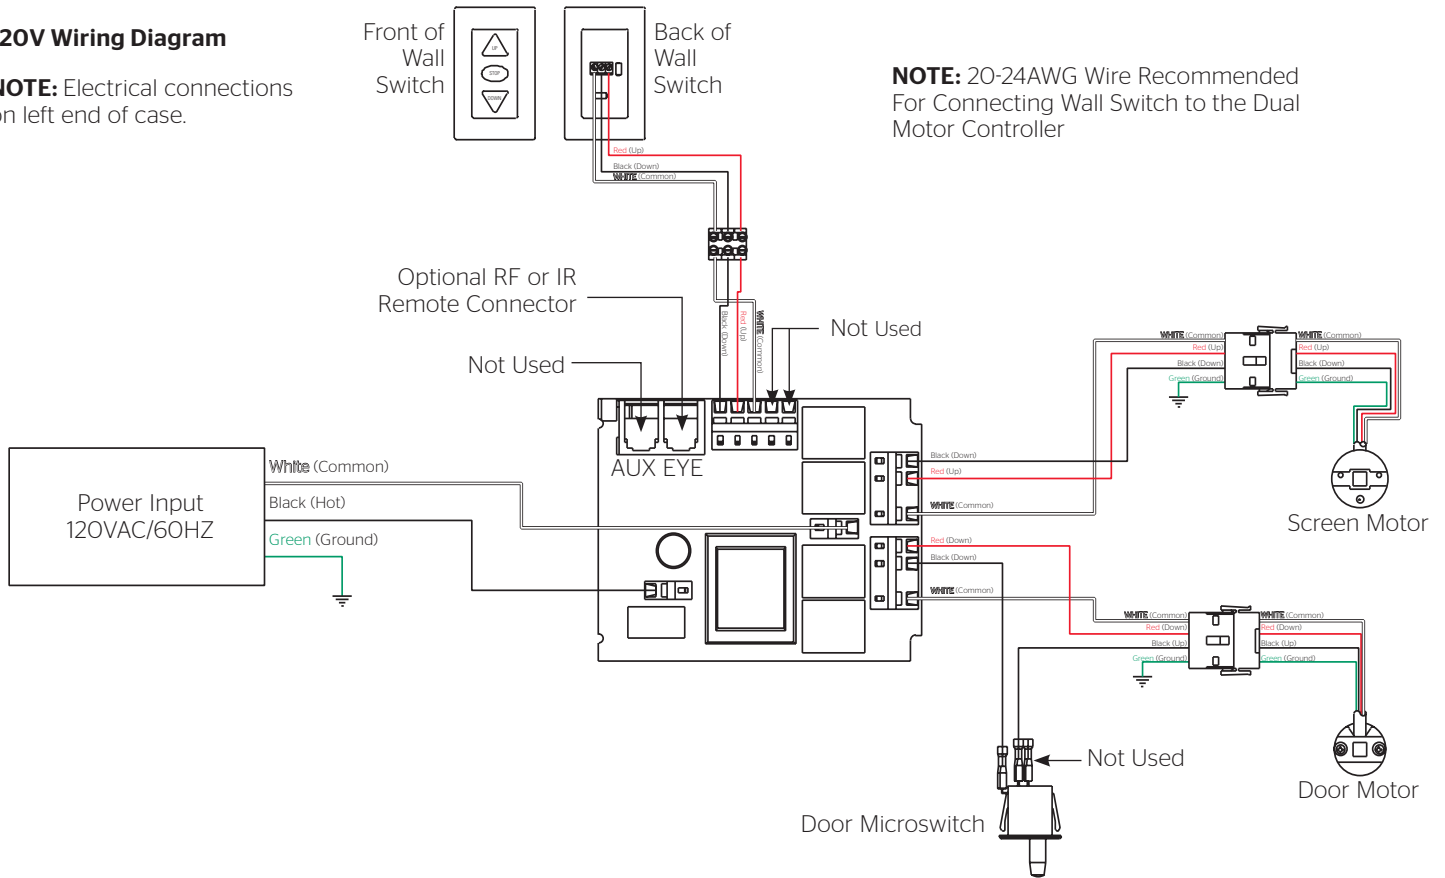 20V Wiring Diagram
NOTE: Electrical connections
on left end of case.
Front of
Wall
Switch
UP
STOP
DOWN
Back of
Wall
Switch
NOTE: 20-24AWG Wire Recommended
For Connecting Wall Switch to the Dual
Motor Controller
Red (Up)
Black (Down)
WHITE (Common)
Optional RF or IR
Remote Connector
Not Used
Black (Down)
Red (Up)
WHITE (Common)
Not Used
AUX EYE
Power Input
120VAC/60HZ
White (Common)
Black (Hot)
Green (Ground)
Black (Down)
Red (Up)
WHITE (Common)
Red (Down)
Black (Down)
WHITE (Common)
WHITE (Common)
Red (Up)
Black (Down)
Green (Ground)
WHITE (Common)
Red (Up)
Black (Down)
Green (Ground)
Screen Motor
WHITE (Common)
Red (Down)
Black (Up)
Green (Ground)
WHITE (Common)
Red (Down)
Black (Up)
Green (Ground)
Door Motor
Not Used
Door Microswitch